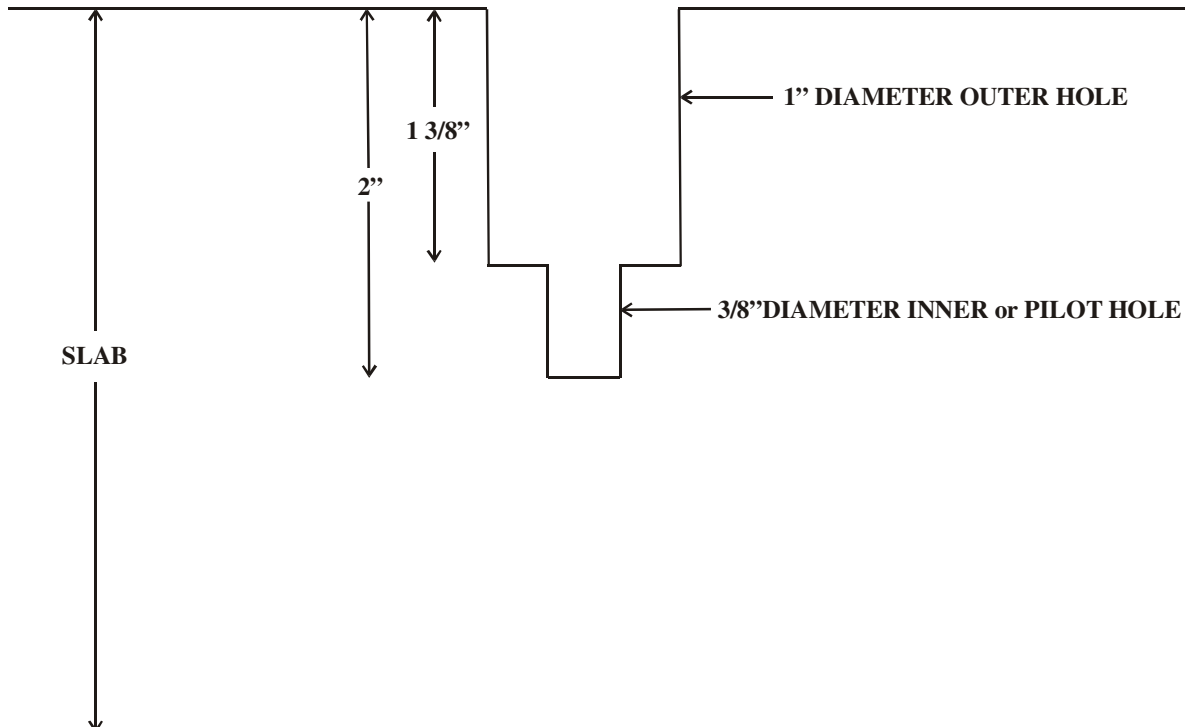 1” DIAMETER OUTER HOLE
1 3/8”
2”
3/8”DIAMETER INNER or PILOT HOLE
SLAB